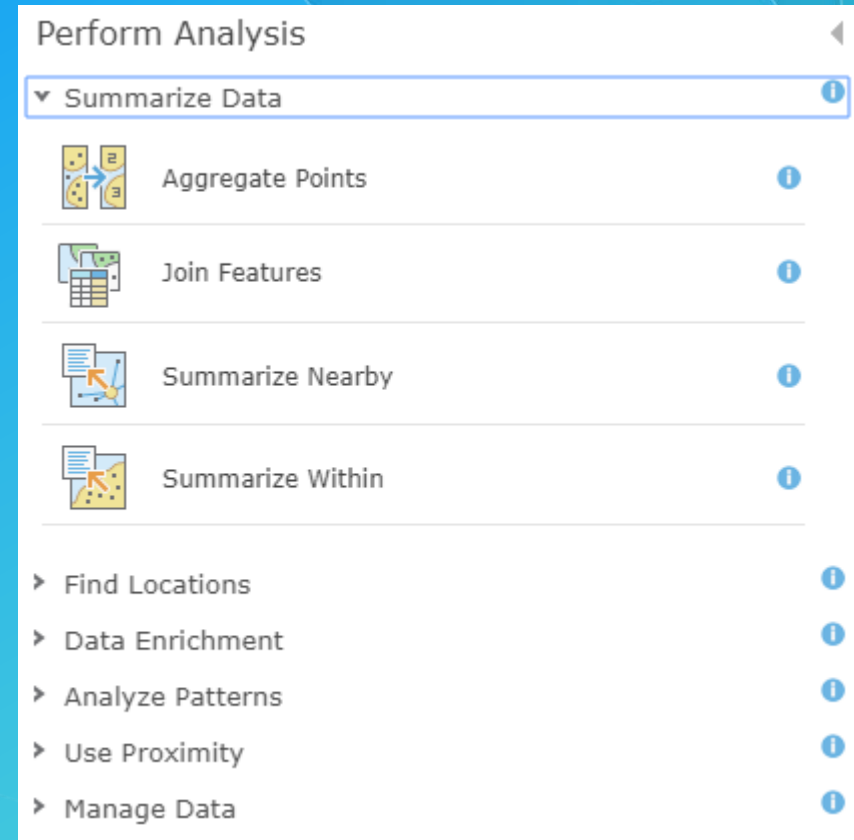 Perform Analysis
Summarize Data
Aggregate Points
Join Features
Summarize Nearby
Summarize Within
Find Locations
Data Enrichment
Analyze Patterns
Use Proximity
Manage Data